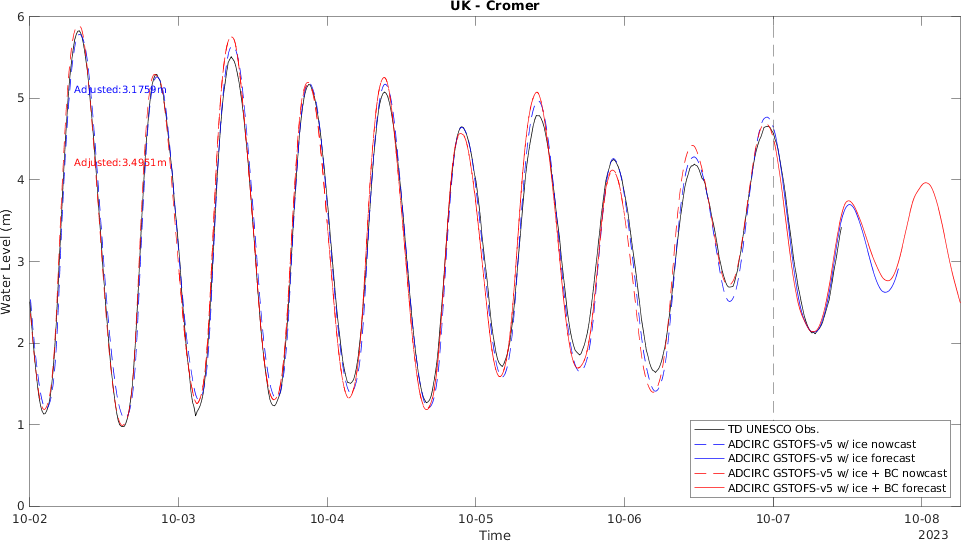 UK - Cromer
6
5
4
3
2
1
0
Water Level (m)
Adjusted:3.1759m
Adjusted:3.4951m
TD UNESCO Obs.
ADCIRC GSTOFS-v5 w/ ice nowcast
ADCIRC GSTOFS-v5 w/ ice forecast
ADCIRC GSTOFS-v5 w/ ice + BC nowcast
ADCIRC GSTOFS-v5 w/ ice + BC forecast
10-02 10-03 10-04 10-05 10-06 10-07 10-08
Time 2023